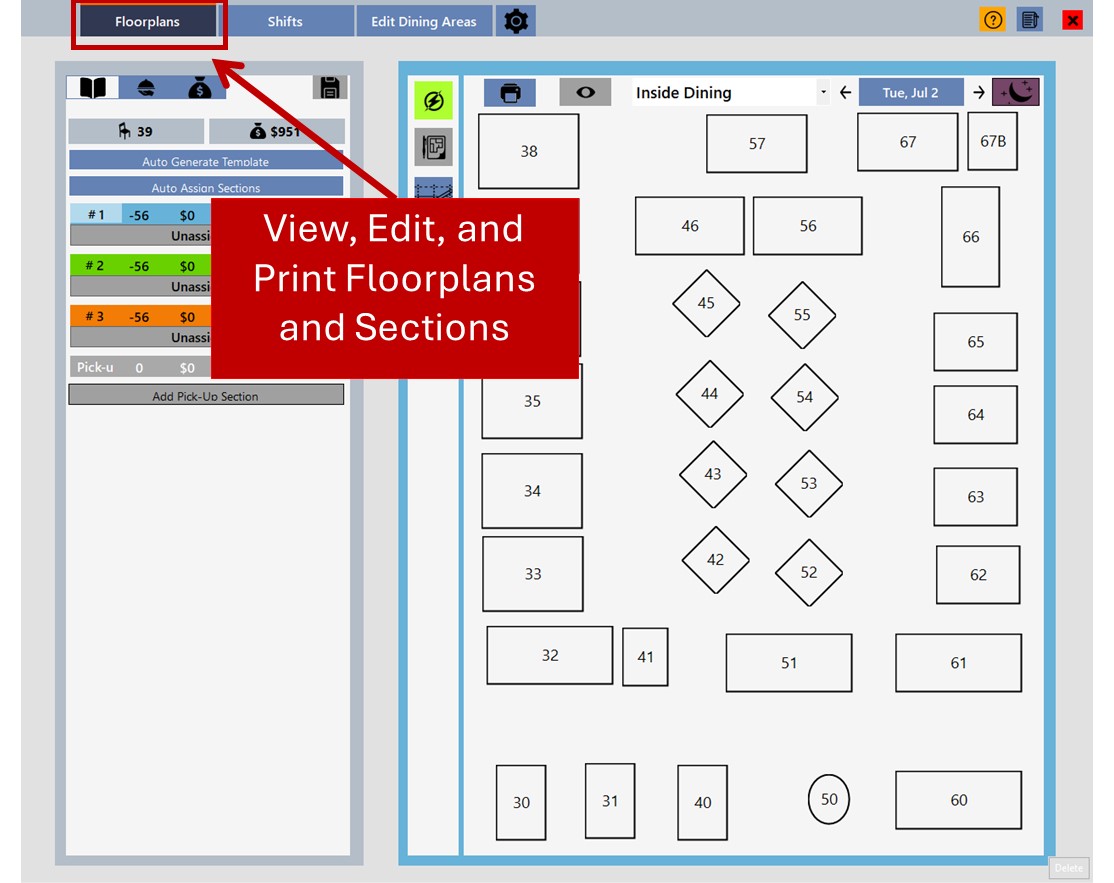 Floorplans
Shifts
Edit Dining Areas
?
39
$951
Inside Dining
Tue, Jul 2
Auto Generate Template
Auto Assign Sections
#1 -56 $0
#2 -56 $0
#3 -56 $0
Pick-u 0 $0
Add Pick-Up Section
View, Edit, and
Print Floorplans
and Sections
38
57
67
67B
46
56
66
45
55
65
35
44
54
64
34
43
53
63
33
42
52
62
32
41
51
61
30
31
40
50
60
Delete